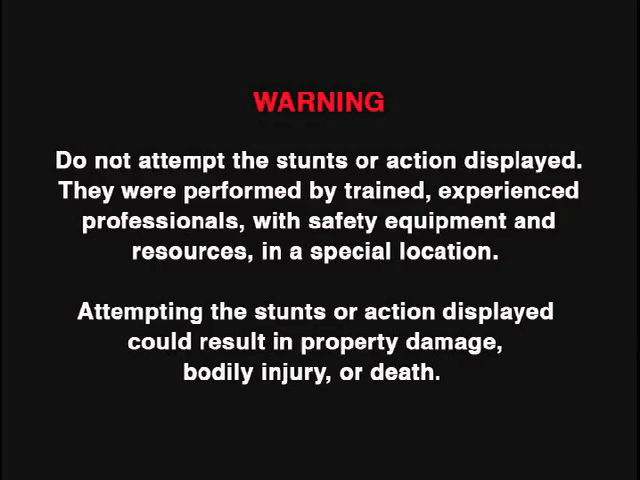 WARNING
Do not attempt the stunts or action displayed.
They were performed by trained, experienced
professionals, with safety equipment and
resources, in a special location.
Attempting the stunts or action displayed
could result in property damage,
bodily injury, or death.